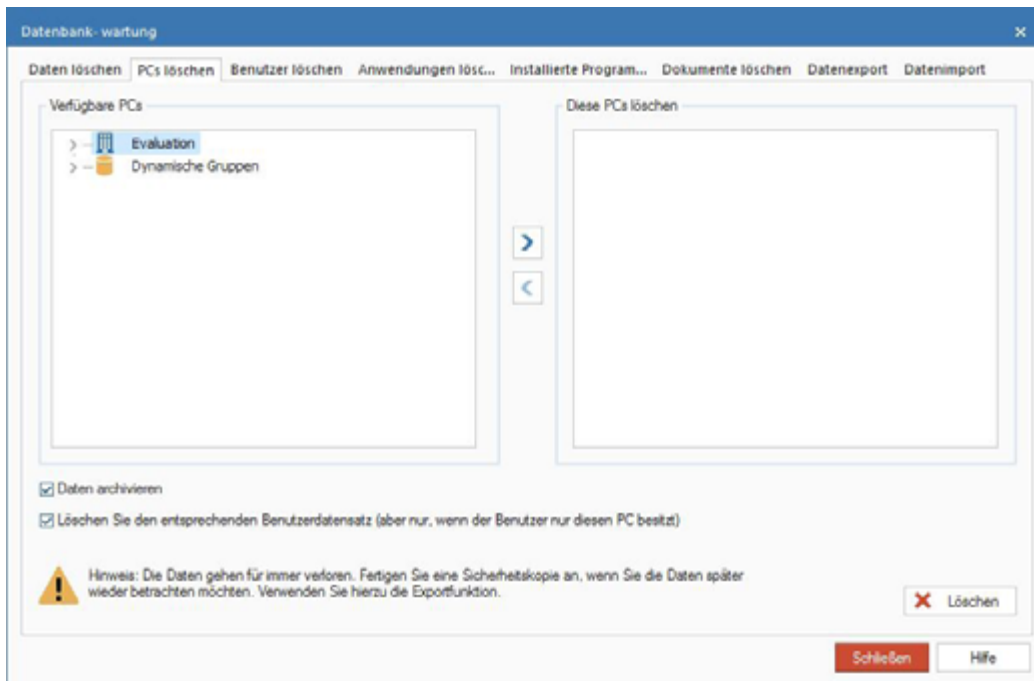 Datenbank- wartung
Daten löschen PCs löschen Benutzer löschen Anwendungen lösc... Installierte Program... Dokumente löschen Datenexport Datenimport
Verfügbare PCs
Diese PCs löschen
Evaluation
Dynamische Gruppen
Daten archivieren
Löschen Sie den entsprechenden Benutzerdatensatz (aber nur, wenn der Benutzer nur diesen PC besitzt)
Hinweis: Die Daten gehen für immer verloren. Fertigen Sie eine Sicherheitskopie an, wenn Sie die Daten später
wieder betrachten möchten. Verwenden Sie hierzu die Exportfunktion.
Löschen
Schließen
Hilfe